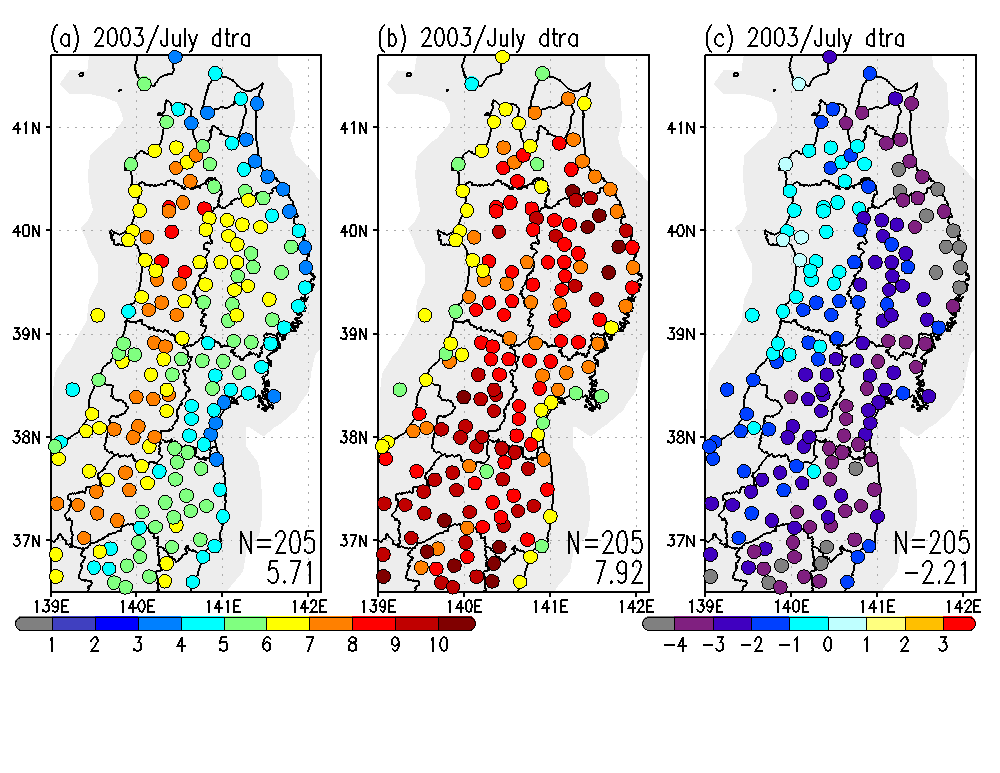 (a) 2003/July dtra (b) 2003/July dtra (c) 2003/July dtra
41N 41N 41N
40N 40N 40N
39N 39N 39N
38N 38N 38N
37N 37N 37N
N=205 N=205 N=205
5.71 7.92 −2.21
139E 140E 141E 142E 139E 140E 141E 142E 139E 140E 141E 142E
1 2 3 4 5 6 7 8 9 10 −4 −3 −2 −1 0 1 2 3